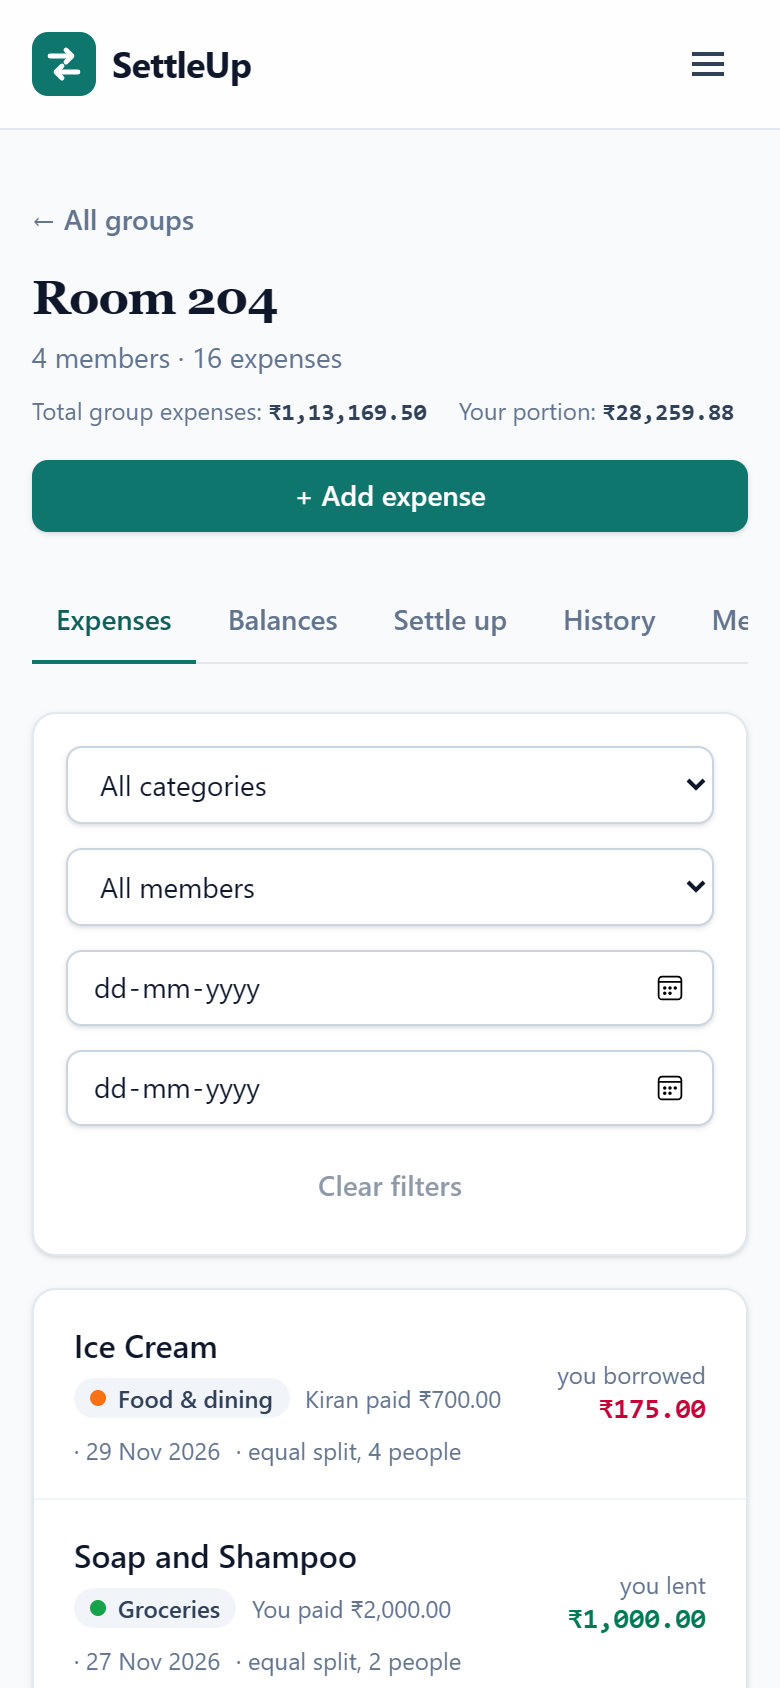 SettleUp
← All groups
Room 204
4 members · 16 expenses
Total group expenses: ₹1,13,169.50 Your portion: ₹28,259.88
+ Add expense
Expenses Balances Settle up History Me
All categories
All members
dd-mm-yyyy
dd-mm-yyyy
Clear filters
Ice Cream
you borrowed
Food & dining Kiran paid ₹700.00
₹175.00
· 29 Nov 2026 · equal split, 4 people
Soap and Shampoo
you lent
Groceries You paid ₹2,000.00
₹1,000.00
· 27 Nov 2026 · equal split, 2 people